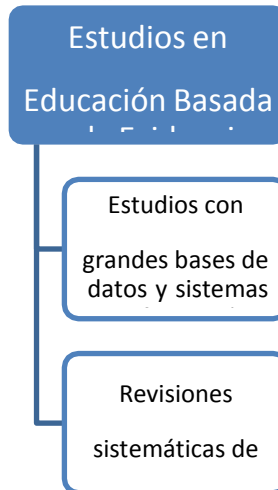 Estudios en
Educación Basada
Estudios con
grandes bases de
datos y sistemas
Revisiones
sistemáticas de